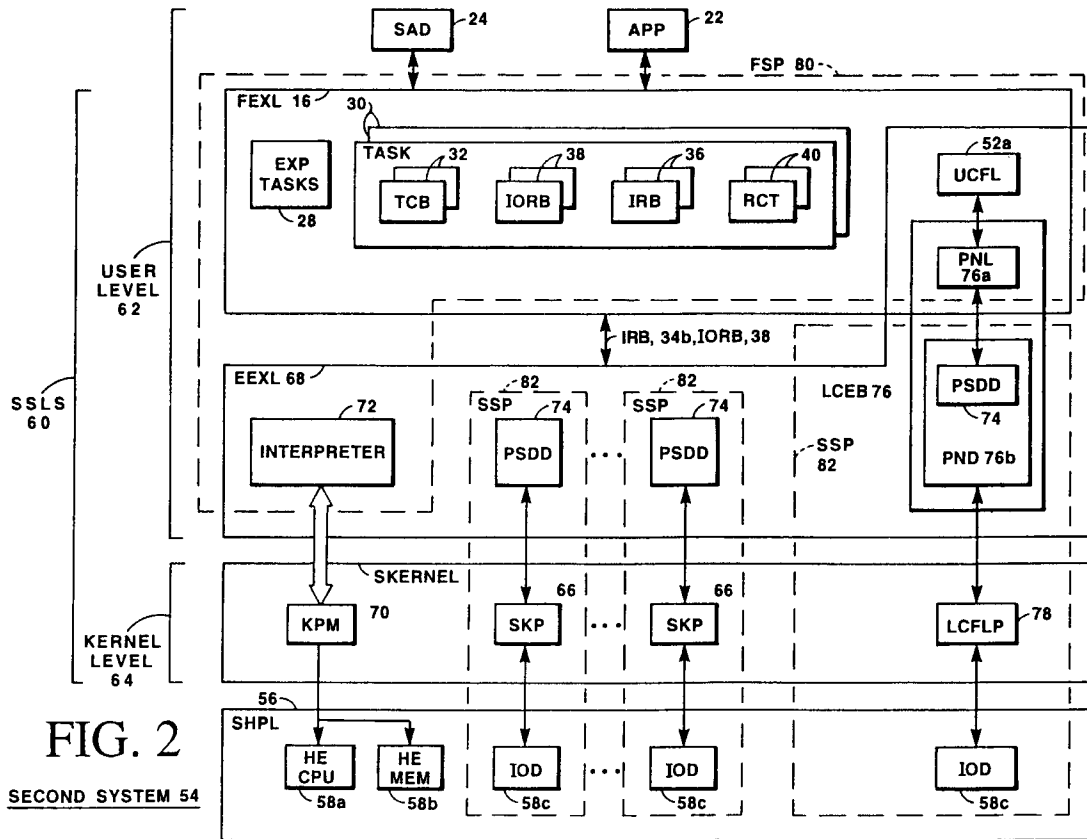 SAD 24
APP 22
FSP 80
FEXL 16
30
EXP TASKS 28
TASK
32 TCB
38 IORB
36 IRB
40 RCT
52a
UCFL
PNL 76a
USER LEVEL 62
IRB, 34b, IORB, 38
SSLS 60
EEXL 68
72
INTERPRETER
82
SSP 74
PSDD
82
SSP 74
PSDD
LCEB 76
SSP 82
PSDD
74
PND 76b
SKERNEL
KERNEL LEVEL 64
KPM 70
66
SKP
66
SKP
LCFLP 78
56
SHPL
HE CPU 58a
HE MEM 58b
IOD 58c
IOD 58c
IOD 58c
FIG. 2
SECOND SYSTEM 54